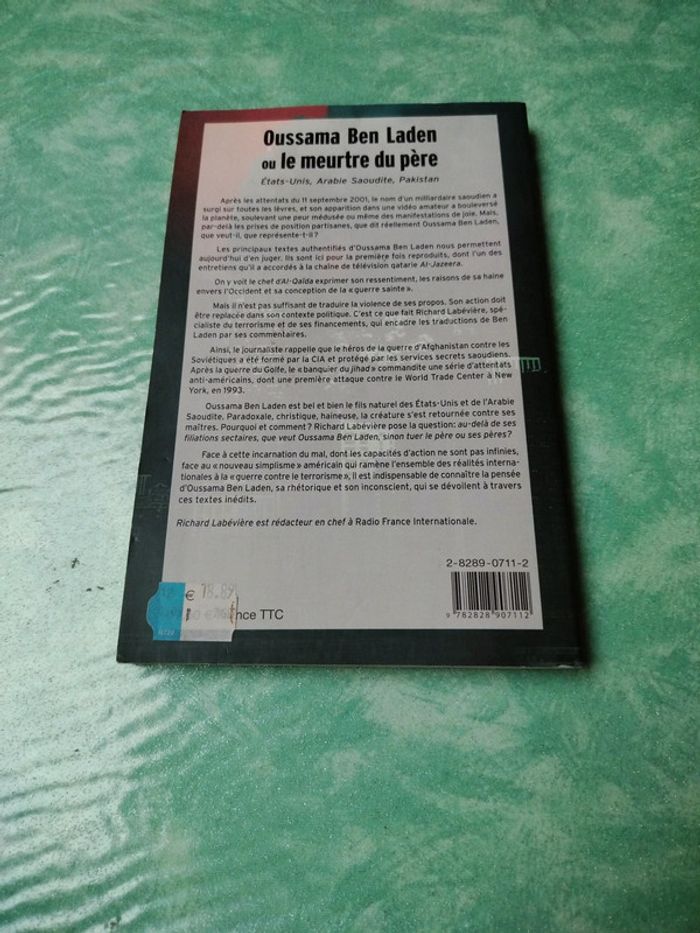 Oussama Ben Laden
ou le meurtre du père
États-Unis, Arabie Saoudite, Pakistan
Après les attentats du 11 septembre 2001, le nom d'un milliardaire saoudien a
surgi sur toutes les lèvres, et son apparition dans une vidéo amateur a bouleversé
la planète, soulevant une peur médusée ou même des manifestations de joie. Mais,
par-delà les prises de position partisanes, que dit réellement Oussama Ben Laden,
que veut-il, que représente-t-il ?
Les principaux textes authentifiés d'Oussama Ben Laden nous permettent
aujourd'hui d'en juger. Ils sont ici pour la première fois reproduits, dont l'un des
entretiens qu'il a accordés à la chaîne de télévision qatarie Al-Jazeera.
On y voit le chef d'Al-Qaïda exprimer son ressentiment, les raisons de sa haine
envers l'Occident et sa conception de la « guerre sainte ».
Mais il n'est pas suffisant de traduire la violence de ses propos. Son action doit
être replacée dans son contexte politique. C'est ce que fait Richard Labévière, spé-
cialiste du terrorisme et de ses financements, qui encadre les traductions de Ben
Laden par ses commentaires.
Ainsi, le journaliste rappelle que le héros de la guerre d'Afghanistan contre les
Soviétiques a été formé par la CIA et protégé par les services secrets saoudiens.
Après la guerre du Golfe, le « banquier du jihad » commandite une série d'attentats
anti-américains, dont une première attaque contre le World Trade Center à New
York, en 1993.
Oussama Ben Laden est bel et bien le fils naturel des États-Unis et de l'Arabie
Saoudite. Paradoxale, christique, haineuse, la créature s'est retournée contre ses
maîtres. Pourquoi et comment ? Richard Labévière pose la question: au-delà de ses
filiations sectaires, que veut Oussama Ben Laden, sinon tuer le père ou ses pères?
Face à cette incarnation du mal, dont les capacités d'action ne sont pas infinies,
face au « nouveau simplisme » américain qui ramène l'ensemble des réalités interna-
tionales à la « guerre contre le terrorisme », il est indispensable de connaître la pensée
d'Oussama Ben Laden, sa rhétorique et son inconscient, qui se dévoilent à travers
ces textes inédits.
Richard Labévière est rédacteur en chef à Radio France Internationale.
2-8289-0711-2
9 782828 907112
€ 18.89
nce TTC